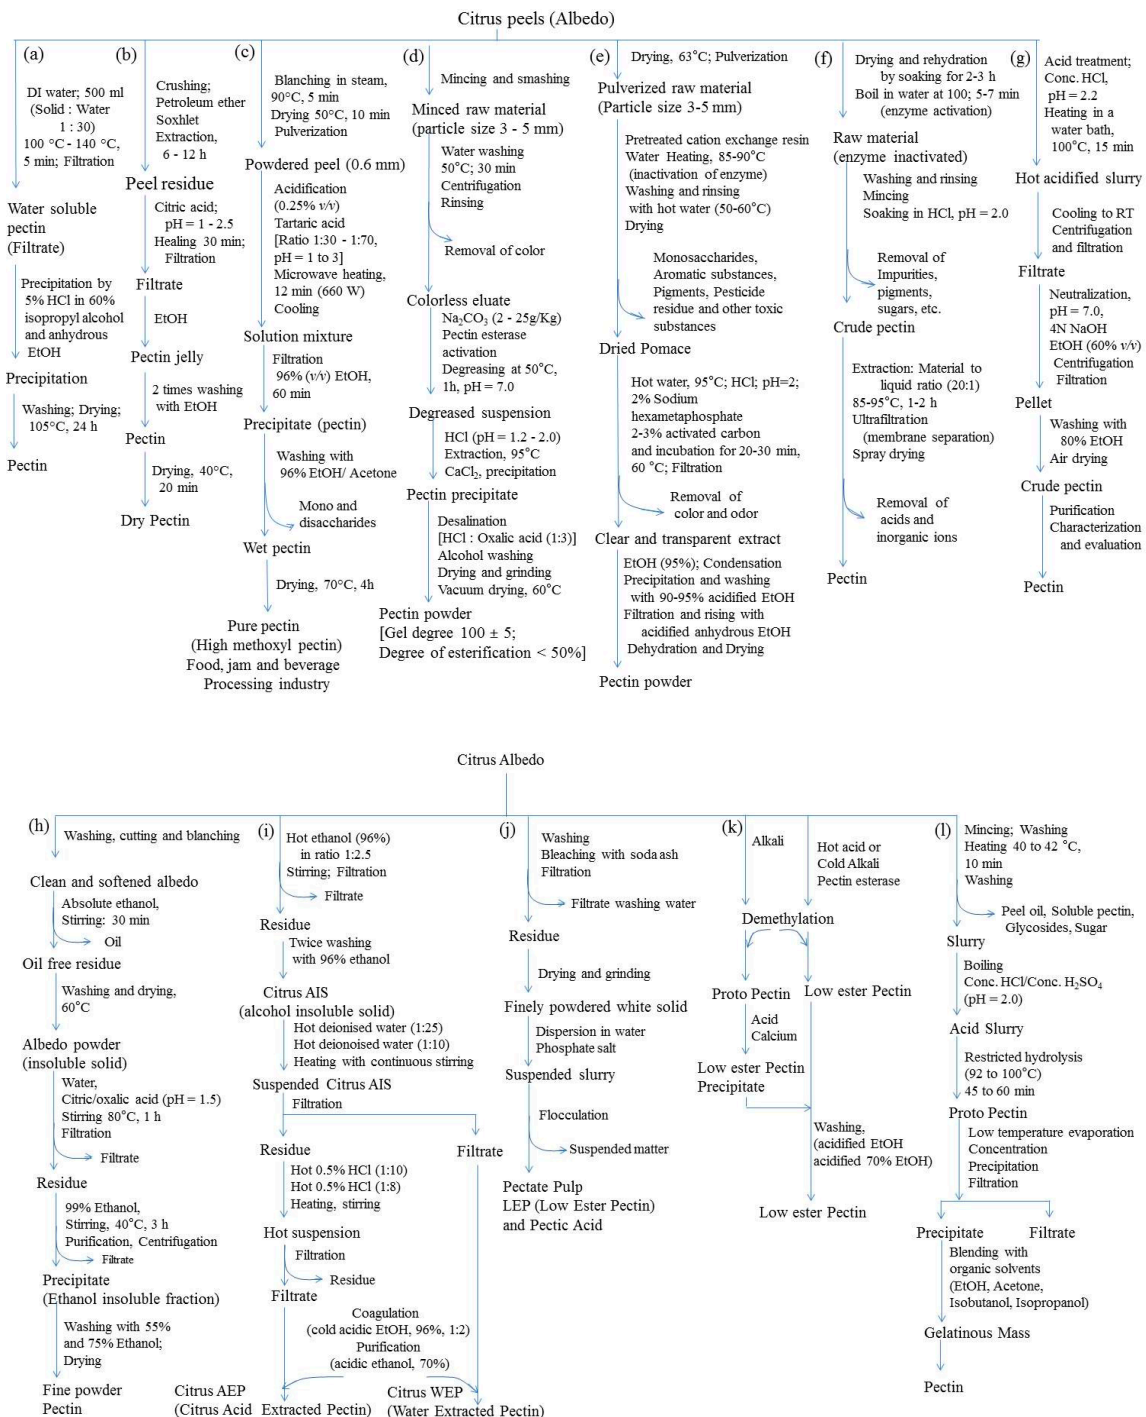 Citrus peels (Albedo)
(a)
DI water; 500 ml
(Solid : Water
1 : 30)
100 °C - 140 °C,
5 min; Filtration
Water soluble
pectin
(Filtrate)
Precipitation by
5% HCl in 60%
isopropyl alcohol
and anhydrous
EtOH
Precipitation
Washing; Drying;
105°C, 24 h
Pectin
(b)
Crushing;
Petroleum ether
Soxhlet
Extraction,
6 - 12 h
Peel residue
Citric acid;
pH = 1 - 2.5
Healing 30 min;
Filtration
Filtrate
EtOH
Pectin jelly
2 times washing
with EtOH
Pectin
Drying, 40°C,
20 min
Dry Pectin
(c)
Blanching in steam,
90°C, 5 min
Drying 50°C, 10 min
Pulverization
Powdered peel (0.6 mm)
Acidification
(0.25% v/v)
Tartaric acid
[Ratio 1:30 - 1:70,
pH = 1 to 3]
Microwave heating,
12 min (660 W)
Cooling
Solution mixture
Filtration
96% (v/v) EtOH,
60 min
Precipitate (pectin)
Washing with
96% EtOH/ Acetone
Mono and
disaccharides
Wet pectin
Drying, 70°C, 4h
Pure pectin
(High methoxyl pectin)
Food, jam and beverage
Processing industry
(d)
Mincing and smashing
Minced raw material
(particle size 3 - 5 mm)
Water washing
50°C; 30 min
Centrifugation
Rinsing
Removal of color
Colorless eluate
Na₂CO₃ (2 - 25g/Kg)
Pectin esterase
activation
Degreasing at 50°C,
1h, pH = 7.0
Degreased suspension
HCl (pH = 1.2 - 2.0)
Extraction, 95°C
CaCl₂, precipitation
Pectin precipitate
Desalination
[HCl : Oxalic acid (1:3)]
Alcohol washing
Drying and grinding
Vacuum drying, 60°C
Pectin powder
[Gel degree 100 ± 5;
Degree of esterification < 50%]
(e)
Drying, 63°C; Pulverization
Pulverized raw material
(Particle size 3-5 mm)
Pretreated cation exchange resin
Water Heating, 85-90°C
(inactivation of enzyme)
Washing and rinsing
with hot water (50-60°C)
Drying
Monosaccharides,
Aromatic substances,
Pigments, Pesticide
residue and other toxic
substances
Dried Pomace
Hot water, 95°C; HCl; pH=2;
2% Sodium
hexametaphosphate
2-3% activated carbon
and incubation for 20-30 min,
60 °C; Filtration
Removal of
color and odor
Clear and transparent extract
EtOH (95%); Condensation
Precipitation and washing
with 90-95% acidified EtOH
Filtration and rising with
acidified anhydrous EtOH
Dehydration and Drying
Pectin powder
(f)
Drying and rehydration
by soaking for 2-3 h
Boil in water at 100; 5-7 min
(enzyme activation)
Raw material
(enzyme inactivated)
Washing and rinsing
Mincing
Soaking in HCl, pH = 2.0
Removal of
Impurities,
pigments,
sugars, etc.
Crude pectin
Extraction: Material to
liquid ratio (20:1)
85-95°C, 1-2 h
Ultrafiltration
(membrane separation)
Spray drying
Removal of
acids and
inorganic ions
Pectin
(g)
Acid treatment;
Conc. HCl,
pH = 2.2
Heating in a
water bath,
100°C, 15 min
Hot acidified slurry
Cooling to RT
Centrifugation
and filtration
Filtrate
Neutralization,
pH = 7.0,
4N NaOH
EtOH (60% v/v)
Centrifugation
Filtration
Pellet
Washing with
80% EtOH
Air drying
Crude pectin
Purification
Characterization
and evaluation
Pectin
Citrus Albedo
(h)
Washing, cutting and blanching
Clean and softened albedo
Absolute ethanol,
Stirring: 30 min
Oil
Oil free residue
Washing and drying,
60°C
Albedo powder
(insoluble solid)
Water,
Citric/oxalic acid (pH = 1.5)
Stirring 80°C, 1 h
Filtration
Filtrate
Residue
99% Ethanol,
Stirring, 40°C, 3 h
Purification, Centrifugation
Filtrate
Precipitate
(Ethanol insoluble fraction)
Washing with 55%
and 75% Ethanol;
Drying
Fine powder
Pectin
(i)
Hot ethanol (96%)
in ratio 1:2.5
Stirring; Filtration
Filtrate
Residue
Twice washing
with 96% ethanol
Citrus AIS
(alcohol insoluble solid)
Hot deionised water (1:25)
Hot deionoised water (1:10)
Heating with continuous stirring
Suspended Citrus AIS
Filtration
Residue
Filtrate
Hot 0.5% HCl (1:10)
Hot 0.5% HCl (1:8)
Heating, stirring
Hot suspension
Filtration
Residue
Filtrate
Coagulation
(cold acidic EtOH, 96%, 1:2)
Purification
(acidic ethanol, 70%)
Citrus AEP
(Citrus Acid Extracted Pectin)
Citrus WEP
(Water Extracted Pectin)
(j)
Washing
Bleaching with soda ash
Filtration
Filtrate washing water
Residue
Drying and grinding
Finely powdered white solid
Dispersion in water
Phosphate salt
Suspended slurry
Flocculation
Suspended matter
Pectate Pulp
LEP (Low Ester Pectin)
and Pectic Acid
(k)
Alkali
Hot acid or
Cold Alkali
Pectin esterase
Demethylation
Proto Pectin
Low ester Pectin
Acid
Calcium
Low ester Pectin
Precipitate
Washing,
(acidified EtOH
acidified 70% EtOH)
Low ester Pectin
(l)
Mincing; Washing
Heating 40 to 42 °C,
10 min
Washing
Peel oil, Soluble pectin,
Glycosides, Sugar
Slurry
Boiling
Conc. HCl/Conc. H₂SO₄
(pH = 2.0)
Acid Slurry
Restricted hydrolysis
(92 to 100°C)
45 to 60 min
Proto Pectin
Low temperature evaporation
Concentration
Precipitation
Filtration
Precipitate
Filtrate
Blending with
organic solvents
(EtOH, Acetone,
Isobutanol, Isopropanol)
Gelatinous Mass
Pectin